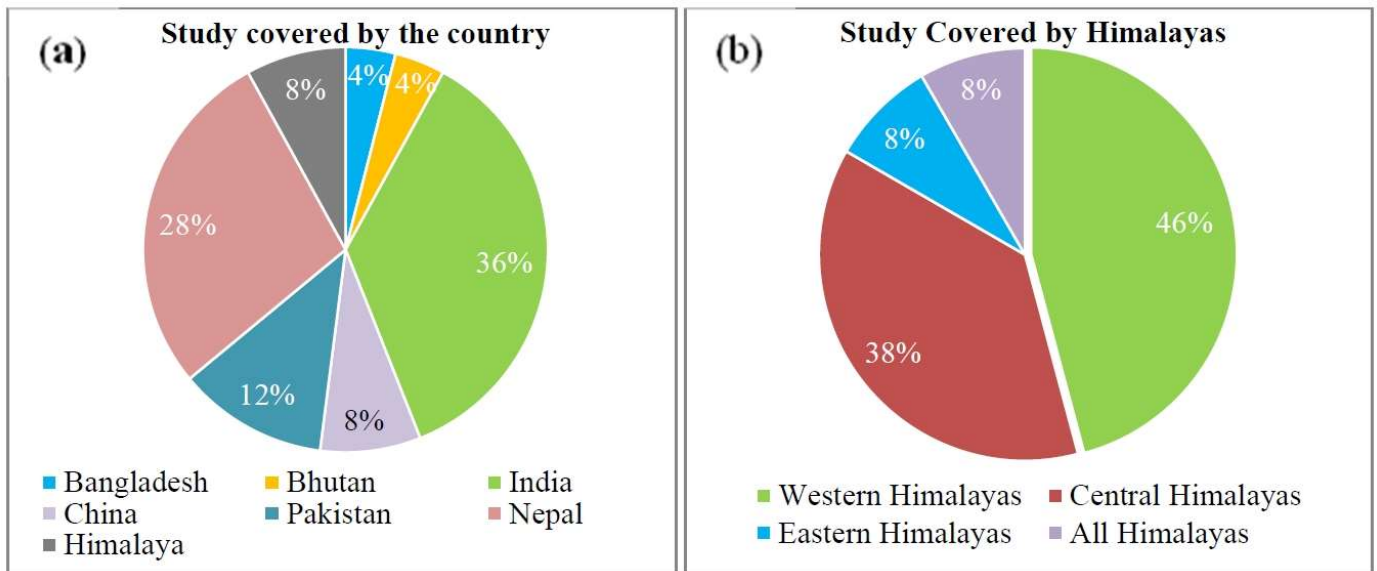 (a)
Study covered by the country
8%
4%
4%
28%
36%
12%
8%
Bangladesh Bhutan India
China Pakistan Nepal
Himalaya
(b)
Study Covered by Himalayas
8%
8%
46%
38%
Western Himalayas Central Himalayas
Eastern Himalayas All Himalayas